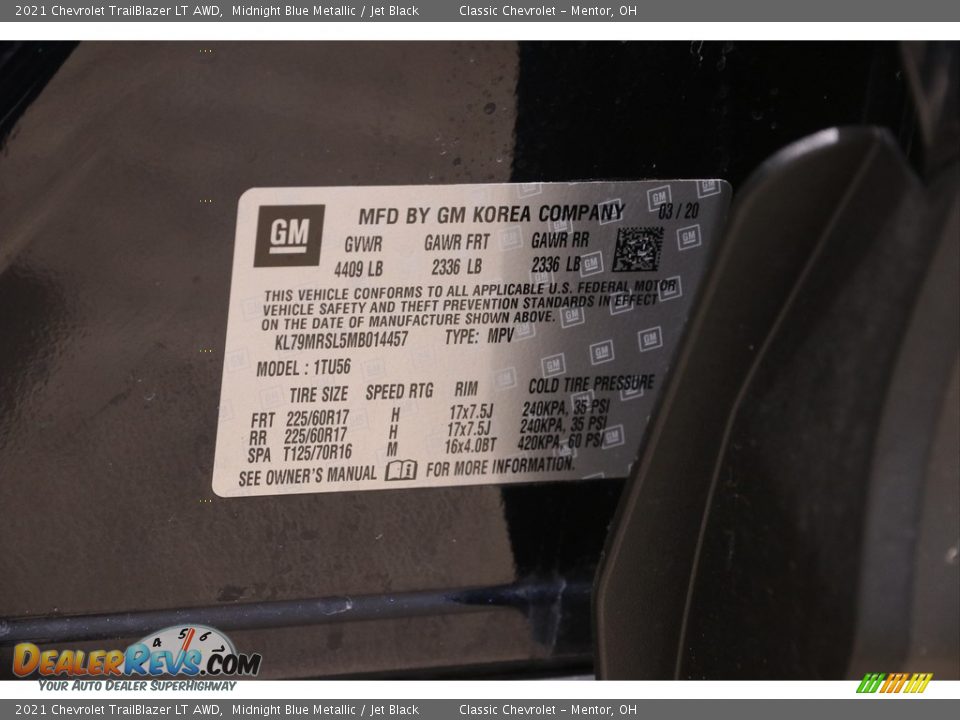 2021 Chevrolet TrailBlazer LT AWD, Midnight Blue Metallic / Jet Black Classic Chevrolet – Mentor, OH
GM MFD BY GM KOREA COMPANY 03 / 20
GVWR GAWR FRT GAWR RR
4409 LB 2336 LB 2336 LB
THIS VEHICLE CONFORMS TO ALL APPLICABLE U.S. FEDERAL MOTOR
VEHICLE SAFETY AND THEFT PREVENTION STANDARDS IN EFFECT
ON THE DATE OF MANUFACTURE SHOWN ABOVE.
KL79MRSL5MB014457 TYPE: MPV
MODEL : 1TU56
TIRE SIZE SPEED RTG RIM COLD TIRE PRESSURE
FRT 225/60R17 H 17x7.5J 240KPA, 35 PSI
RR 225/60R17 H 17x7.5J 240KPA, 35 PSI
SPA T125/70R16 M 16x4.0BT 420KPA, 60 PSI
SEE OWNER'S MANUAL FOR MORE INFORMATION.
4 5 6 7
DEALERREVS.COM
YOUR AUTO DEALER SUPERHIGHWAY
2021 Chevrolet TrailBlazer LT AWD, Midnight Blue Metallic / Jet Black Classic Chevrolet – Mentor, OH